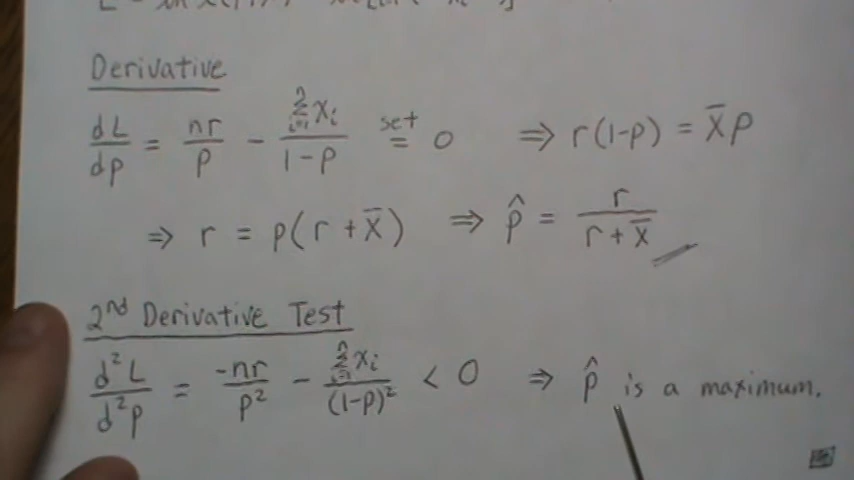 Derivative
dL/dp = nr/p - Σ_{i=1}^{n} x_i/(1-p) set= 0 ⇒ r(1-p) = x̄p
⇒ r = p(r + x̄) ⇒ p̂ = r/(r + x̄)
2nd Derivative Test
d²L/d²p = -nr/p² - Σ_{i=1}^{n} x_i/(1-p)² < 0 ⇒ p̂ is a maximum.